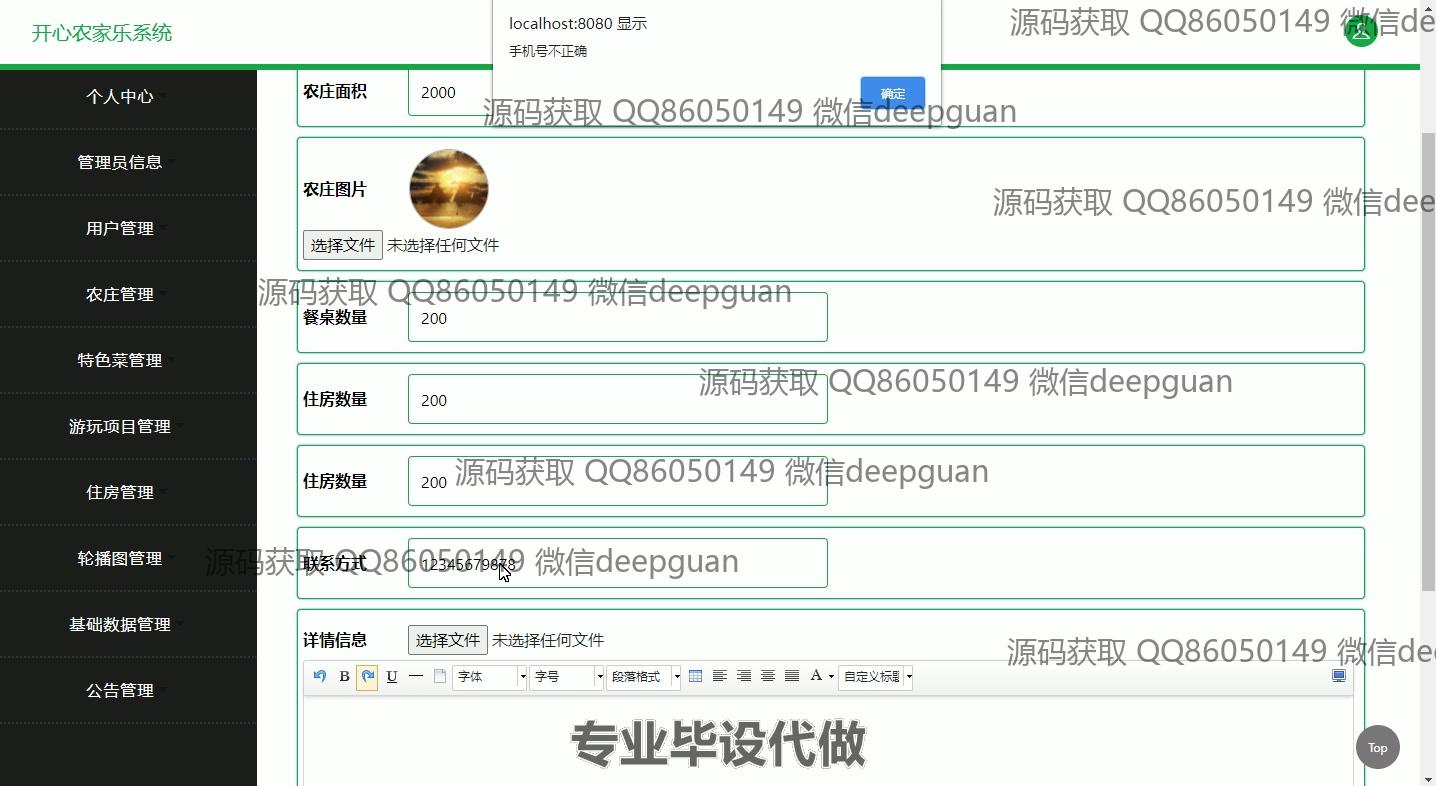 开心农家乐系统
localhost:8080 显示
手机号不正确
确定
源码获取 QQ86050149 微信dee
源码获取 QQ86050149 微信deepguan
个人中心
管理员信息
用户管理
农庄管理
特色菜管理
游玩项目管理
住房管理
轮播图管理
基础数据管理
公告管理
农庄面积
2000
农庄图片
源码获取 QQ86050149 微信dee
选择文件 未选择任何文件
源码获取 QQ86050149 微信deepguan
餐桌数量
200
源码获取 QQ86050149 微信deepguan
住房数量
200
源码获取 QQ86050149 微信deepguan
住房数量
200
源码获取 QQ86050149 微信deepguan
联系方式
12345679878
详情信息
选择文件 未选择任何文件
源码获取 QQ86050149 微信dee
B U 字体 字号 段落格式 A 自定义标题
专业毕设代做
Top